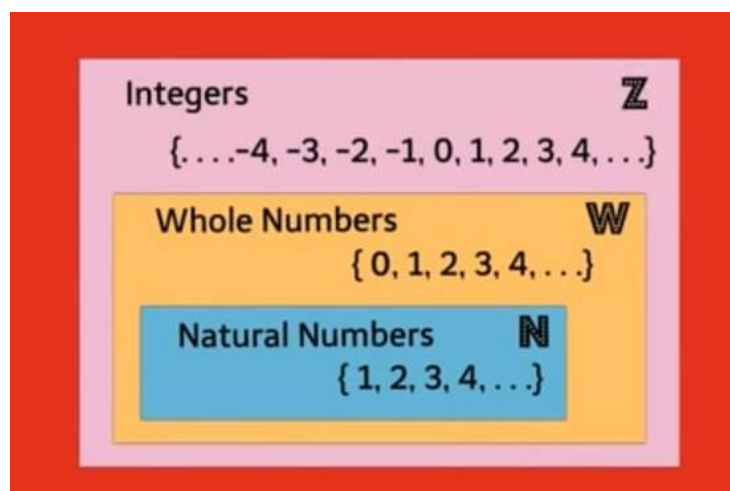 Integers ℤ
{....-4, -3, -2, -1, 0, 1, 2, 3, 4, ...}
Whole Numbers W
{ 0, 1, 2, 3, 4, ...}
Natural Numbers N
{ 1, 2, 3, 4, ...}